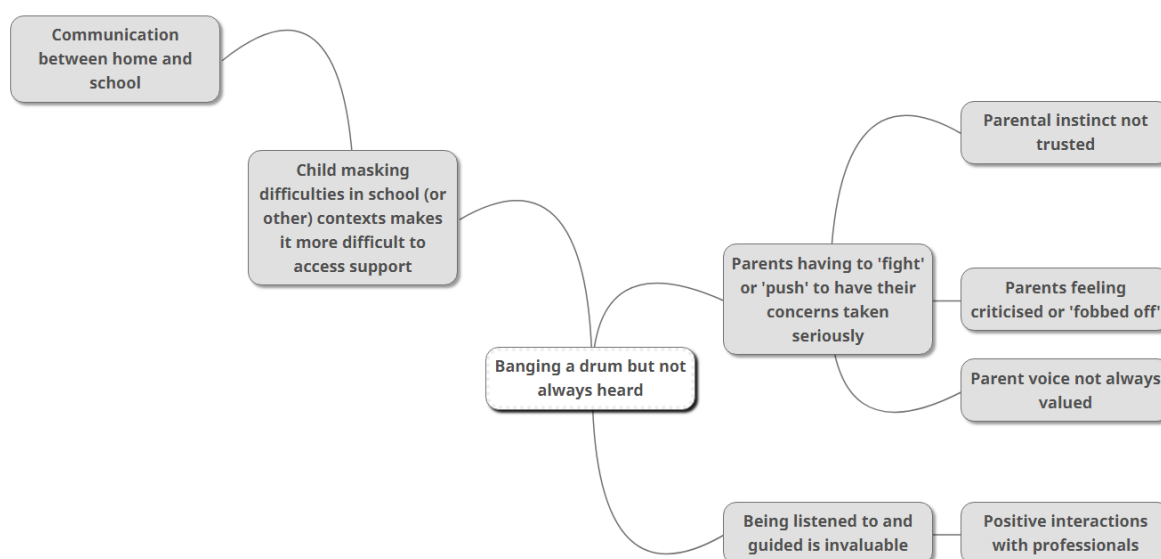 Communication
between home and
school
Child masking
difficulties in school (or
other) contexts makes
it more difficult to
access support
Banging a drum but not
always heard
Parents having to 'fight'
or 'push' to have their
concerns taken
seriously
Parental instinct not
trusted
Parents feeling
criticised or 'fobbed off'
Parent voice not always
valued
Being listened to and
guided is invaluable
Positive interactions
with professionals